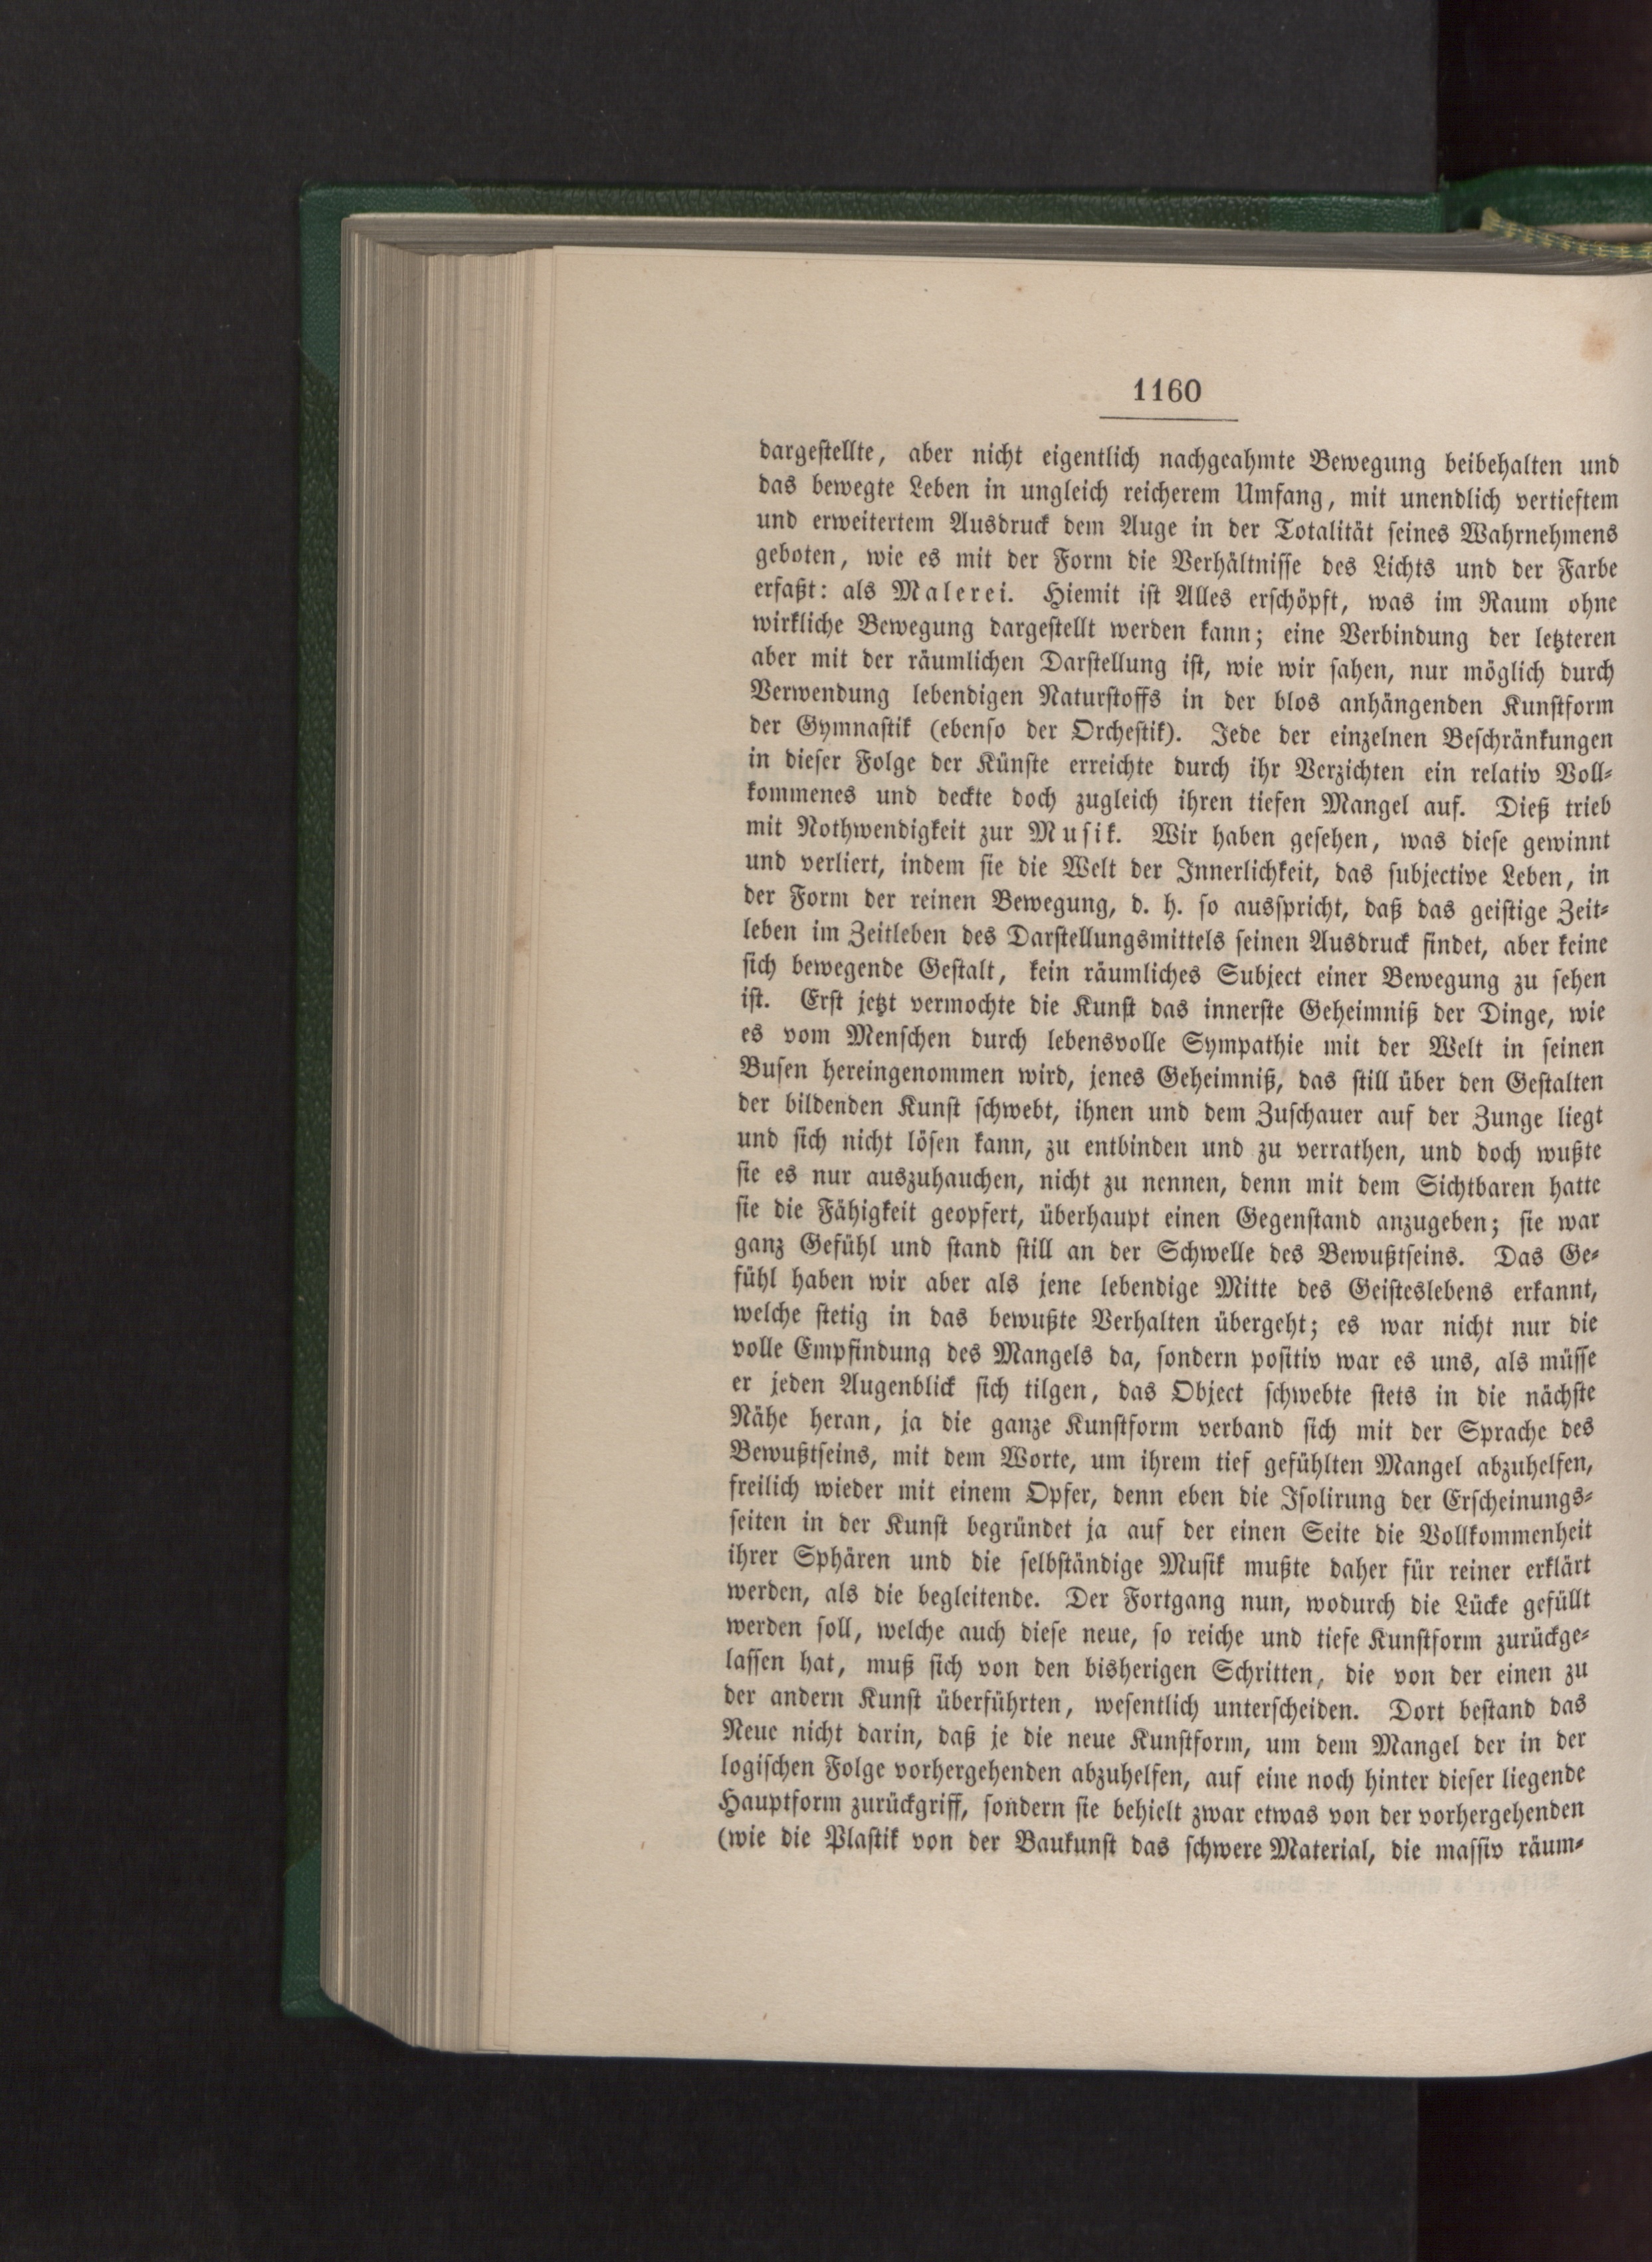 1160
dargestellte, aber nicht eigentlich nachgeahmte Bewegung beibehalten und
das bewegte Leben in ungleich reicherem Umfang, mit unendlich vertieftem
und erweitertem Ausdruck dem Auge in der Totalität seines Wahrnehmens
geboten, wie es mit der Form die Verhältnisse des Lichts und der Farbe
erfaßt: als Malerei. Hiemit ist Alles erschöpft, was im Raum ohne
wirkliche Bewegung dargestellt werden kann; eine Verbindung der letzteren
aber mit der räumlichen Darstellung ist, wie wir sahen, nur möglich durch
Verwendung lebendigen Naturstoffs in der blos anhängenden Kunstform
der Gymnastik (ebenso der Orchestik). Jede der einzelnen Beschränkungen
in dieser Folge der Künste erreichte durch ihr Verzichten ein relativ Voll-
kommenes und deckte doch zugleich ihren tiefen Mangel auf. Dieß trieb
mit Nothwendigkeit zur Musik. Wir haben gesehen, was diese gewinnt
und verliert, indem sie die Welt der Innerlichkeit, das subjective Leben, in
der Form der reinen Bewegung, d. h. so ausspricht, daß das geistige Zeit-
leben im Zeitleben des Darstellungsmittels seinen Ausdruck findet, aber keine
sich bewegende Gestalt, kein räumliches Subject einer Bewegung zu sehen
ist. Erst jetzt vermochte die Kunst das innerste Geheimniß der Dinge, wie
es vom Menschen durch lebensvolle Sympathie mit der Welt in seinen
Busen hereingenommen wird, jenes Geheimniß, das still über den Gestalten
der bildenden Kunst schwebt, ihnen und dem Zuschauer auf der Zunge liegt
und sich nicht lösen kann, zu entbinden und zu verrathen, und doch wußte
sie es nur auszuhauchen, nicht zu nennen, denn mit dem Sichtbaren hatte
sie die Fähigkeit geopfert, überhaupt einen Gegenstand anzugeben; sie war
ganz Gefühl und stand still an der Schwelle des Bewußtseins. Das Ge-
fühl haben wir aber als jene lebendige Mitte des Geisteslebens erkannt,
welche stetig in das bewußte Verhalten übergeht; es war nicht nur die
volle Empfindung des Mangels da, sondern positiv war es uns, als müsse
er jeden Augenblick sich tilgen, das Object schwebte stets in die nächste
Nähe heran, ja die ganze Kunstform verband sich mit der Sprache des
Bewußtseins, mit dem Worte, um ihrem tief gefühlten Mangel abzuhelfen,
freilich wieder mit einem Opfer, denn eben die Isolirung der Erscheinungs-
seiten in der Kunst begründet ja auf der einen Seite die Vollkommenheit
ihrer Sphären und die selbständige Musik mußte daher für reiner erklärt
werden, als die begleitende. Der Fortgang nun, wodurch die Lücke gefüllt
werden soll, welche auch diese neue, so reiche und tiefe Kunstform zurückge-
lassen hat, muß sich von den bisherigen Schritten, die von der einen zu
der andern Kunst überführten, wesentlich unterscheiden. Dort bestand das
Neue nicht darin, daß je die neue Kunstform, um dem Mangel der in der
logischen Folge vorhergehenden abzuhelfen, auf eine noch hinter dieser liegende
Hauptform zurückgriff, sondern sie behielt zwar etwas von der vorhergehenden
(wie die Plastik von der Baukunst das schwere Material, die massiv räum-